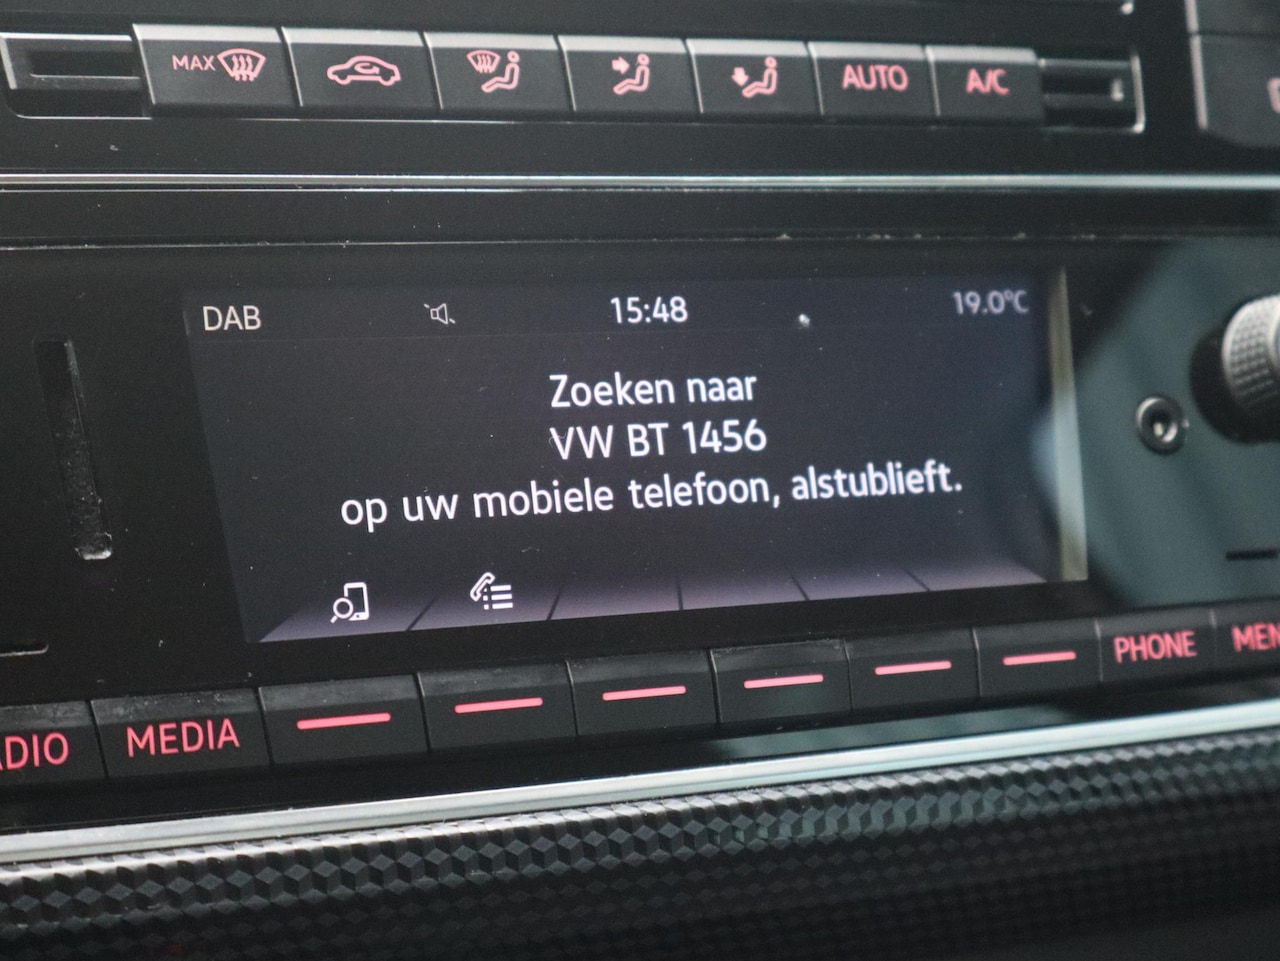 MAX
AUTO
A/C
DAB
15:48
19.0°C
Zoeken naar
VW BT 1456
op uw mobiele telefoon, alstublieft.
PHONE
MEDIA